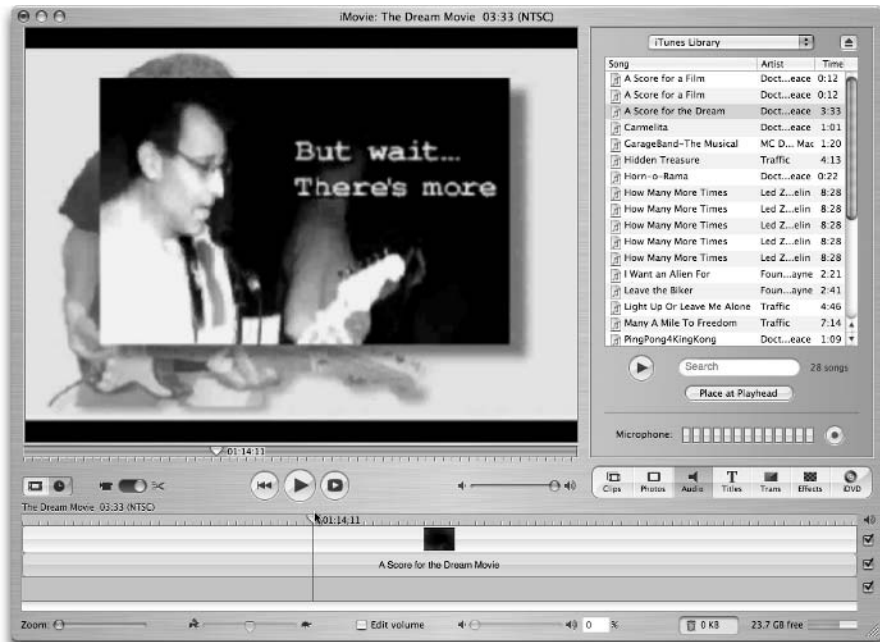 iMovie: The Dream Movie 03:33 (NTSC)
But wait...
There's more
01:14:11
iTunes Library
Song Artist Time
A Score for a Film Doct...eace 0:12
A Score for a Film Doct...eace 0:12
A Score for the Dream Doct...eace 3:33
Carmelita Doct...eace 1:01
GarageBand-The Musical MC D... Mac 1:20
Hidden Treasure Traffic 4:13
Horn-o-Rama Doct...eace 0:22
How Many More Times Led Z...elin 8:28
How Many More Times Led Z...elin 8:28
How Many More Times Led Z...elin 8:28
How Many More Times Led Z...elin 8:28
How Many More Times Led Z...elin 8:28
I Want an Alien For Foun...ayne 2:21
Leave the Biker Foun...ayne 2:41
Light Up Or Leave Me Alone Traffic 4:46
Many A Mile To Freedom Traffic 7:14
PingPong4KingKong Doct...eace 1:09
Search 28 songs
Place at Playhead
Microphone:
Clips Photos Audio Titles Trans Effects iDVD
The Dream Movie 03:33 (NTSC)
01:14:11
A Score for the Dream Movie
Zoom: Edit volume 0 % 0 KB 23.7 GB free